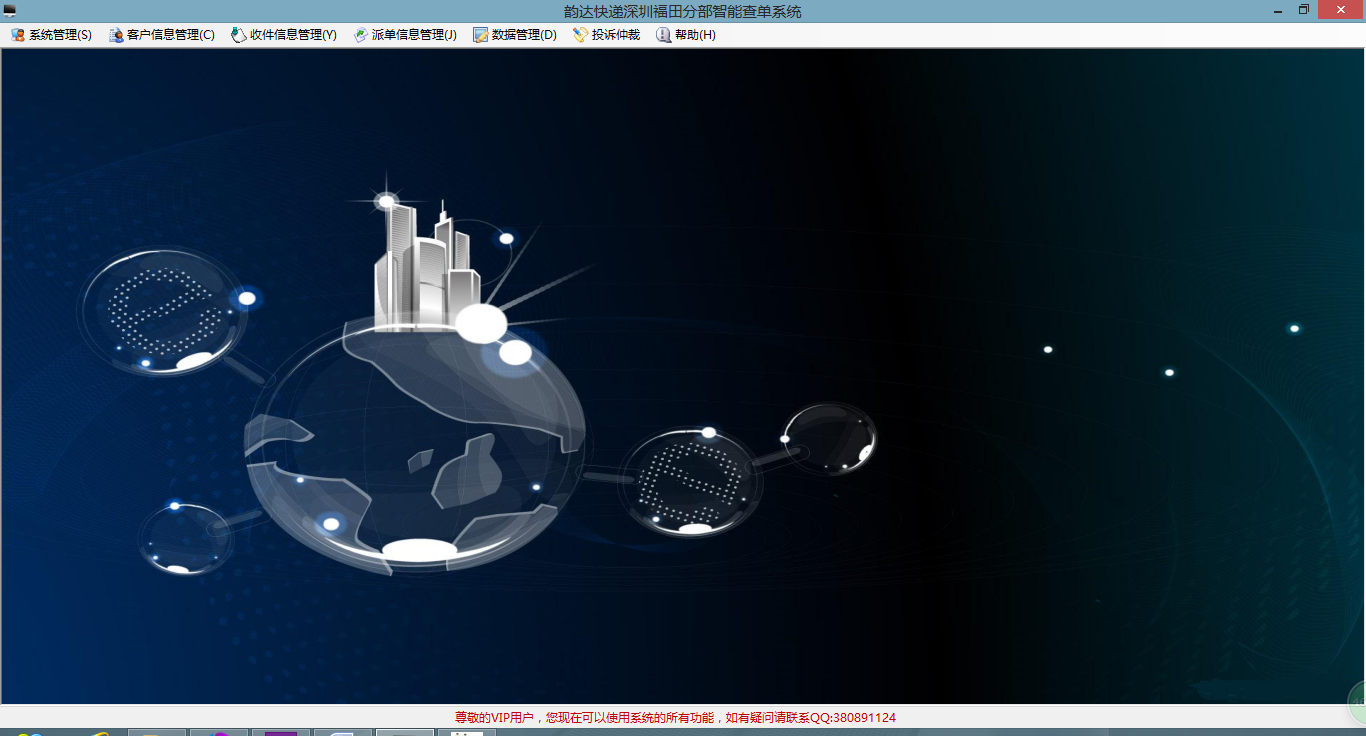 韵达快递深圳福田分部智能查单系统
系统管理(S) 客户信息管理(C) 收件信息管理(Y) 派单信息管理(J) 数据管理(D) 投诉仲裁 帮助(H)
尊敬的VIP用户，您现在可以使用系统的所有功能，如有疑问请联系QQ:380891124